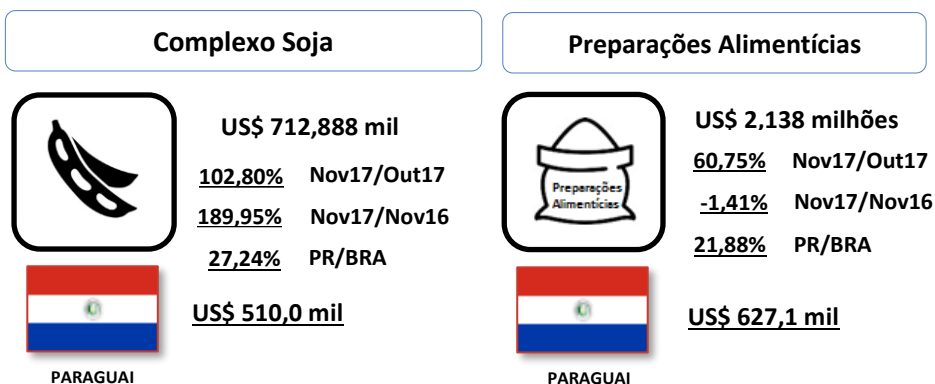 Complexo Soja
US$ 712,888 mil
102,80% Nov17/Out17
189,95% Nov17/Nov16
27,24% PR/BRA
US$ 510,0 mil
PARAGUAI
Preparações Alimentícias
Preparações
Alimentícias
US$ 2,138 milhões
60,75% Nov17/Out17
-1,41% Nov17/Nov16
21,88% PR/BRA
US$ 627,1 mil
PARAGUAI